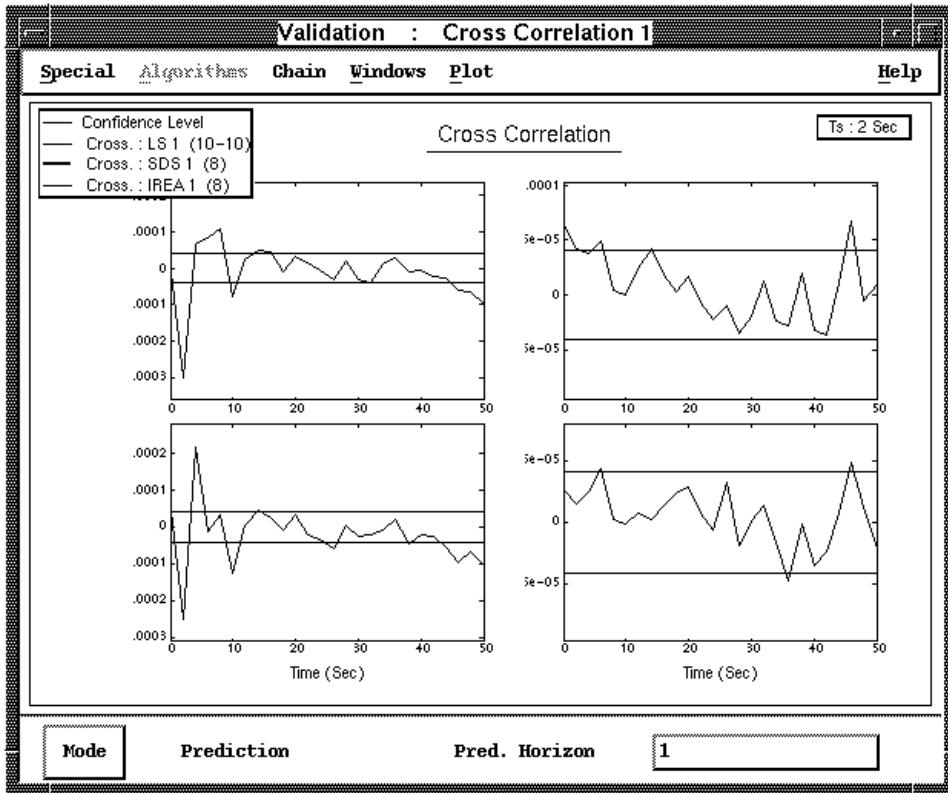 Validation : Cross Correlation 1
Special Algorithms Chain Windows Plot Help
Confidence Level
Cross. : LS 1 (10-10)
Cross. : SDS 1 (8)
Cross. : IREA 1 (8)
Cross Correlation
Ts : 2 Sec
.0001
0
.0001
.0002
.0003
0 10 20 30 40 50
.0001
5e-05
0
5e-05
0 10 20 30 40 50
.0002
.0001
0
.0001
.0002
.0003
0 10 20 30 40 50
Time (Sec)
5e-05
0
5e-05
0 10 20 30 40 50
Time (Sec)
Mode Prediction Pred. Horizon 1